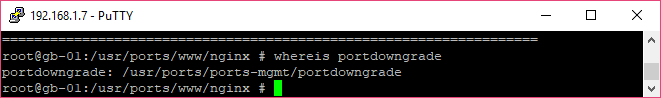 192.168.1.7 - PuTTY
===================================================================
root@gb-01:/usr/ports/www/nginx # whereis portdowngrade
portdowngrade: /usr/ports/ports-mgmt/portdowngrade
root@gb-01:/usr/ports/www/nginx #